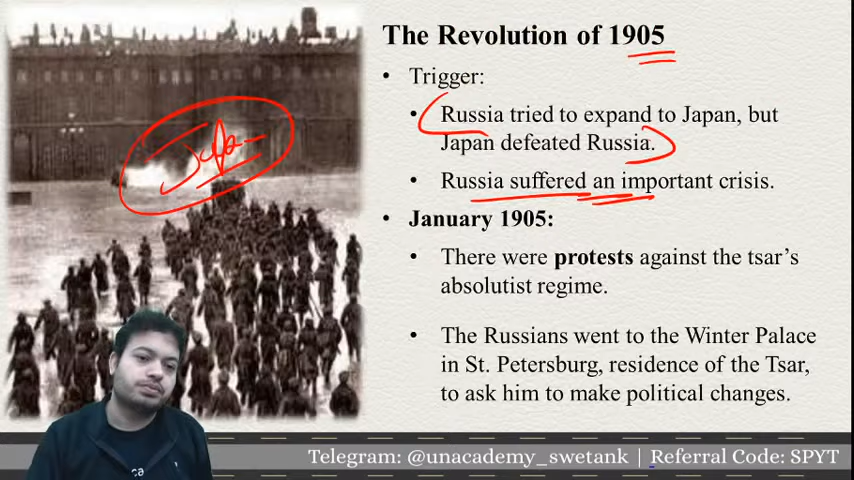 The Revolution of 1905
• Trigger:
• Russia tried to expand to Japan, but
Japan defeated Russia.
• Russia suffered an important crisis.
• January 1905:
• There were protests against the tsar's
absolutist regime.
• The Russians went to the Winter Palace
in St. Petersburg, residence of the Tsar,
to ask him to make political changes.
Telegram: @unacademy_swetank | Referral Code: SPYT